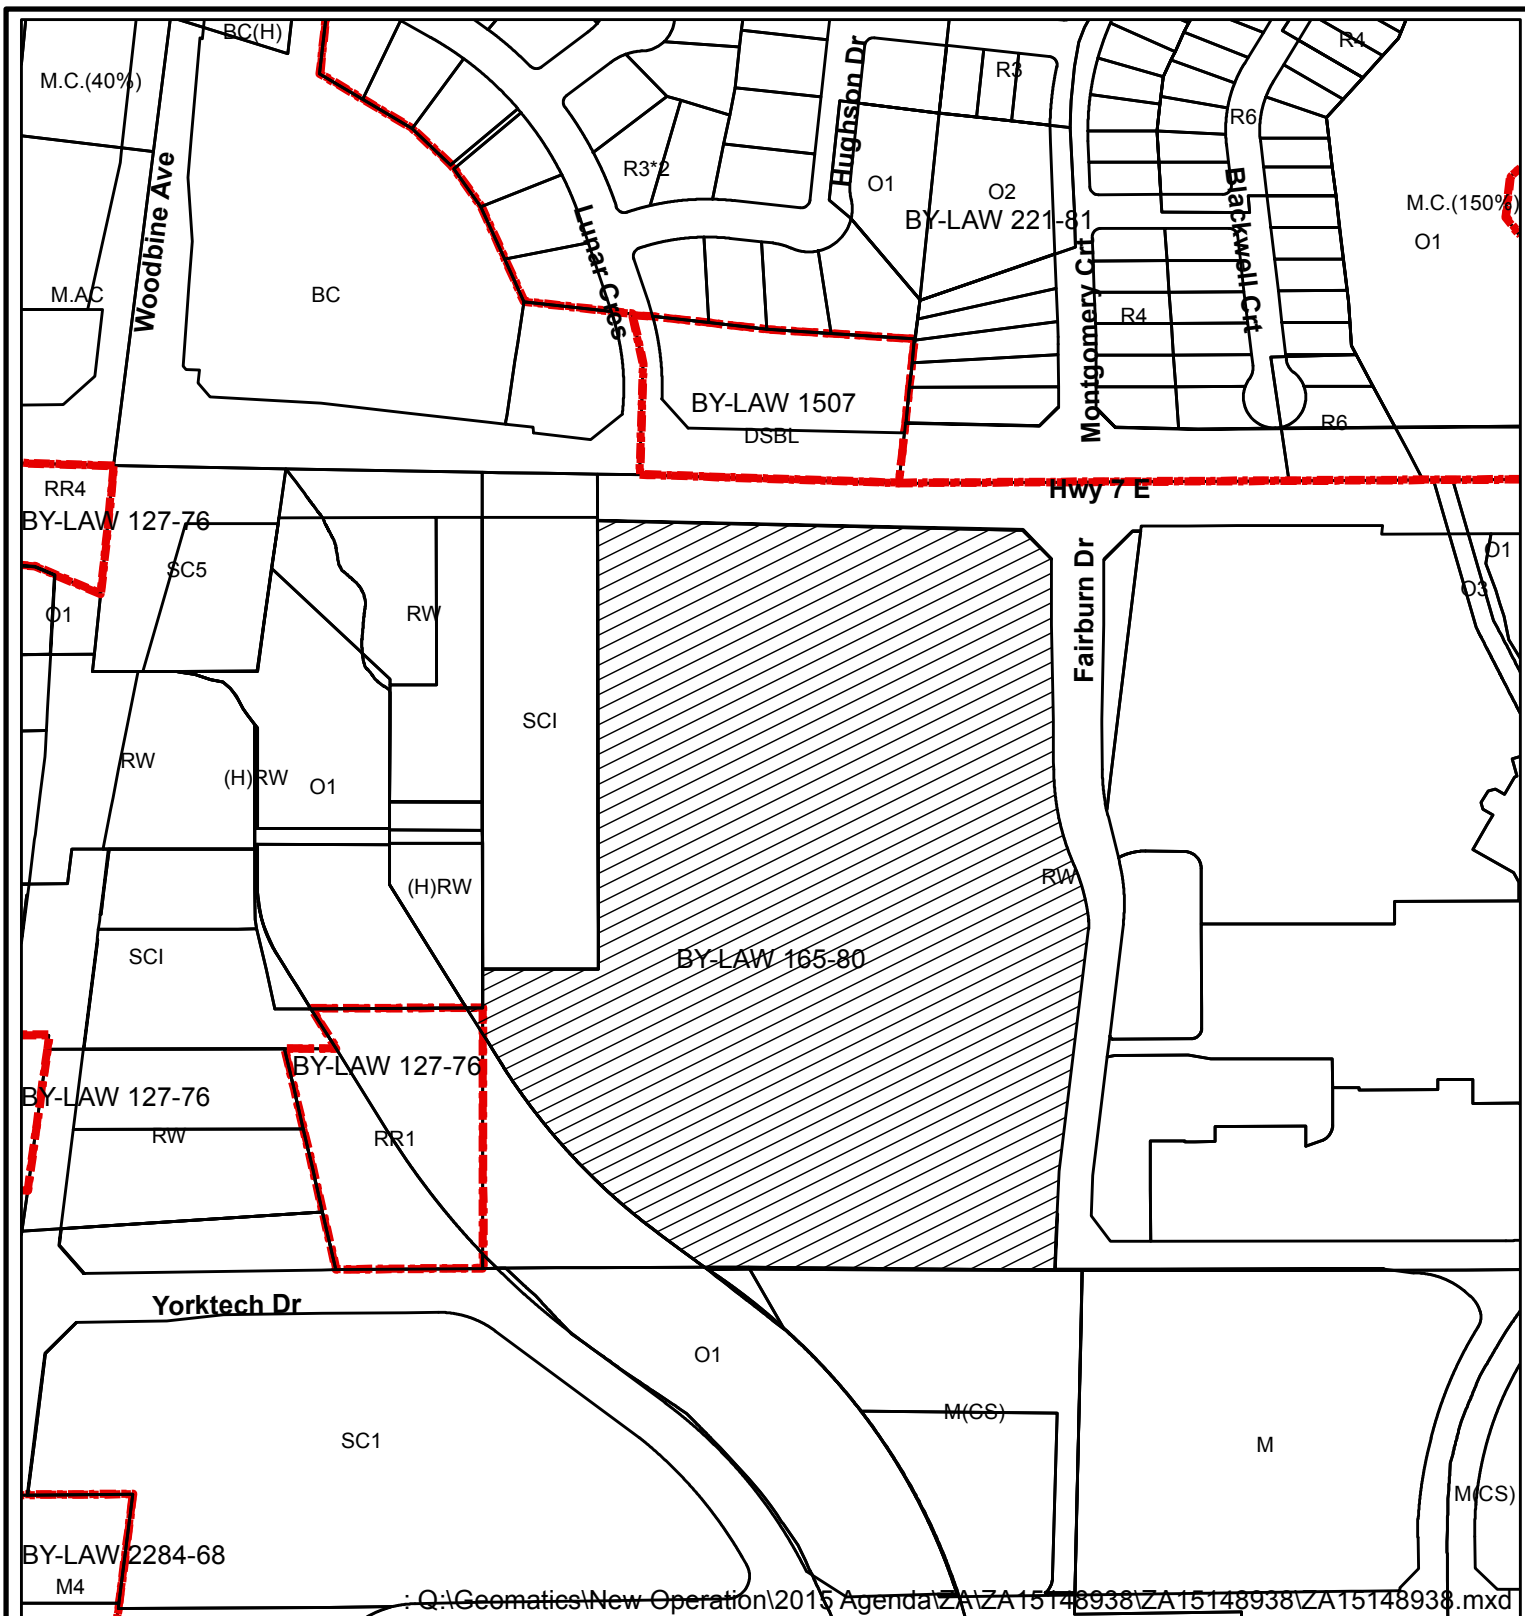 BC(H)
R4
M.C.(40%)
R3
Hughson Dr
R6
R3*2
O1
O2
Blackwell Crt
M.C.(150%)
BY-LAW 221-81
O1
Woodbine Ave
Lunar Cres
Montgomery Crt
M.AC
BC
R4
BY-LAW 1507
DSBL
R6
RR4
Hwy 7 E
BY-LAW 127-76
O1
SC5
O3
Fairburn Dr
O1
RW
SCI
RW
(H)RW
O1
RW
(H)RW
SCI
BY-LAW 165-80
BY-LAW 127-76
BY-LAW 127-76
RW
RR1
Yorktech Dr
O1
M(CS)
SC1
M
M(CS)
BY-LAW 2284-68
M4
: Q:\Geomatics\New Operation\2015 Agenda\ZA\ZA15148938\ZA15148938\ZA15148938.mxd